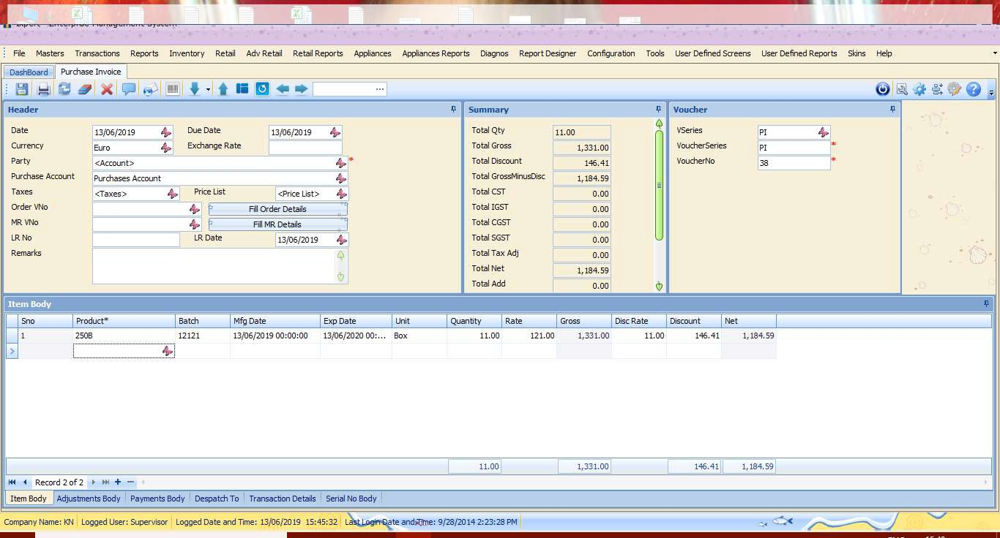 Enterprise Management System
File Masters Transactions Reports Inventory Retail Adv Retail Retail Reports Appliances Appliances Reports Diagnos Report Designer Configuration Tools User Defined Screens User Defined Reports Skins Help
DashBoard Purchase Invoice
Header
Date 13/06/2019 Due Date 13/06/2019
Currency Euro Exchange Rate
Party <Account> *
Purchase Account Purchases Account
Taxes <Taxes> Price List <Price List>
Order VNo Fill Order Details
MR VNo Fill MR Details
LR No LR Date 13/06/2019
Remarks
Summary
Total Qty 11.00
Total Gross 1,331.00
Total Discount 146.41
Total GrossMinusDisc 1,184.59
Total CST 0.00
Total IGST 0.00
Total CGST 0.00
Total SGST 0.00
Total Tax Adj 0.00
Total Net 1,184.59
Total Add 0.00
Voucher
VSeries PI
VoucherSeries PI *
VoucherNo 38 *
Item Body
Sno Product* Batch Mfg Date Exp Date Unit Quantity Rate Gross Disc Rate Discount Net
1 250B 12121 13/06/2019 00:00:00 13/06/2020 00:... Box 11.00 121.00 1,331.00 11.00 146.41 1,184.59
11.00 1,331.00 146.41 1,184.59
Record 2 of 2
Item Body Adjustments Body Payments Body Despatch To Transaction Details Serial No Body
Company Name: KN Logged User: Supervisor Logged Date and Time: 13/06/2019 15:45:32 Last Login Date and Time: 9/28/2014 2:23:28 PM